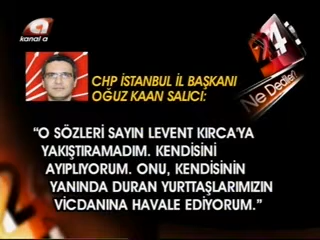 kanal a
24
Ne Dediler?
CHP İSTANBUL İL BAŞKANI
OĞUZ KAAN SALICI:
“O SÖZLERİ SAYIN LEVENT KIRCA'YA
YAKIŞTIRAMADIM. KENDİSİNİ
AYIPLIYORUM. ONU, KENDİSİNİN
YANINDA DURAN YURTTAŞLARIMIZIN
VİCDANINA HAVALE EDİYORUM.”